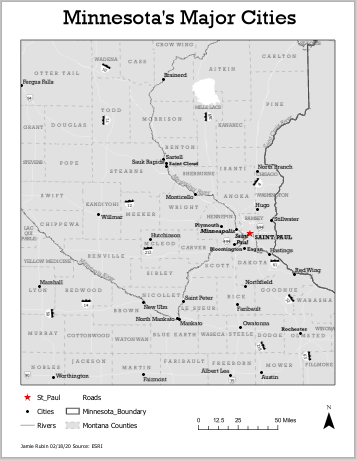 Minnesota's Major Cities
CROW WING
CARLTON
WADENA
CASS
AITKIN
OTTER TAIL
Brainerd
Fergus Falls
MILLE LACS
PINE
TODD
GRANT
DOUGLAS
KANABEC
MORRISON
BENTON
STEVENS
POPE
Sartell
Sauk Rapids
Saint Cloud
STEARNS
SHERBURNE
ISANTI
North Branch
CHISAGO
SWIFT
Monticello
ANOKA
WASHINGTON
KANDIYOHI
WRIGHT
Hugo
Willmar
HENNEPIN
RAMSEY
Stillwater
CHIPPEWA
Plymouth
Minneapolis
LAC QUI PARLE
Hutchinson
MCLEOD
CARVER
Saint Paul
SAINT PAUL
Bloomington
Eagan
Hastings
RENVILLE
YELLOW MEDICINE
SCOTT
DAKOTA
SIBLEY
Red Wing
Marshall
LYON
REDWOOD
Northfield
GOODHUE
NICOLLET
Saint Peter
RICE
WABASHA
New Ulm
LE SUEUR
Faribault
BROWN
North Mankato
Mankato
Owatonna
Rochester
WINONA
MURRAY
COTTONWOOD
WATONWAN
BLUE EARTH
WASECA
STEELE
DODGE
OLMSTED
NOBLES
JACKSON
MARTIN
FARIBAULT
FREEBORN
MOWER
FILLMORE
Worthington
Fairmont
Albert Lea
Austin
St_Paul
Roads
Cities
Minnesota_Boundary
Rivers
Montana Counties
0 12.5 25 50 Miles
N
Jamie Rubin 02/18/20 Source: ESRI